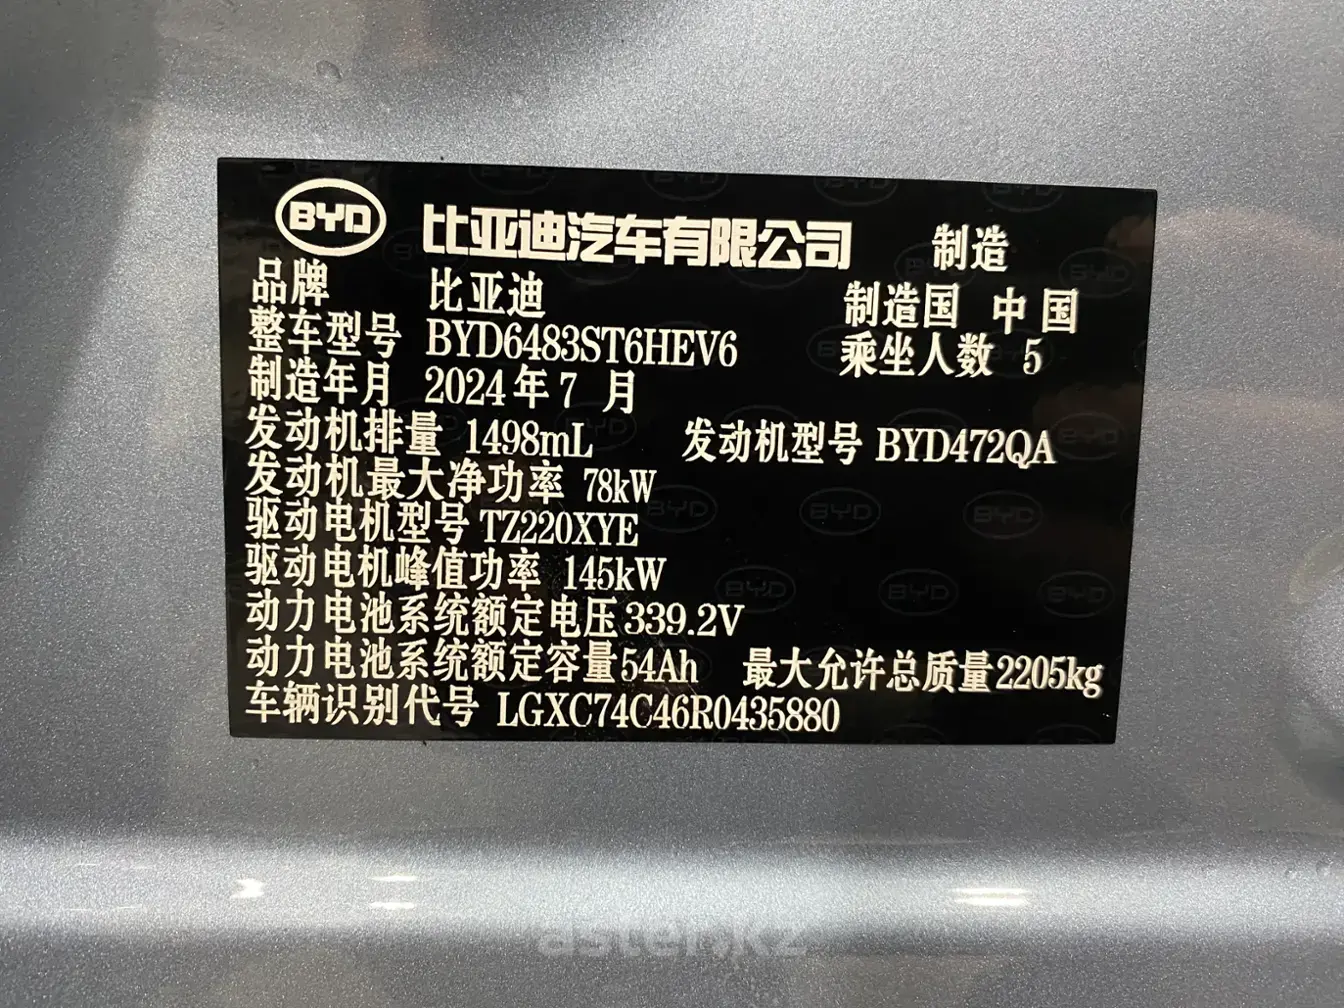 BYD 比亚迪汽车有限公司 制造
品牌 比亚迪 制造国 中国
整车型号 BYD6483ST6HEV6 乘坐人数 5
制造年月 2024年7月
发动机排量 1498mL 发动机型号 BYD472QA
发动机最大净功率 78kW
驱动电机型号 TZ220XYE
驱动电机峰值功率 145kW
动力电池系统额定电压 339.2V
动力电池系统额定容量 54Ah 最大允许总质量 2205kg
车辆识别代号 LGXC74C46R0435880
aster.kz